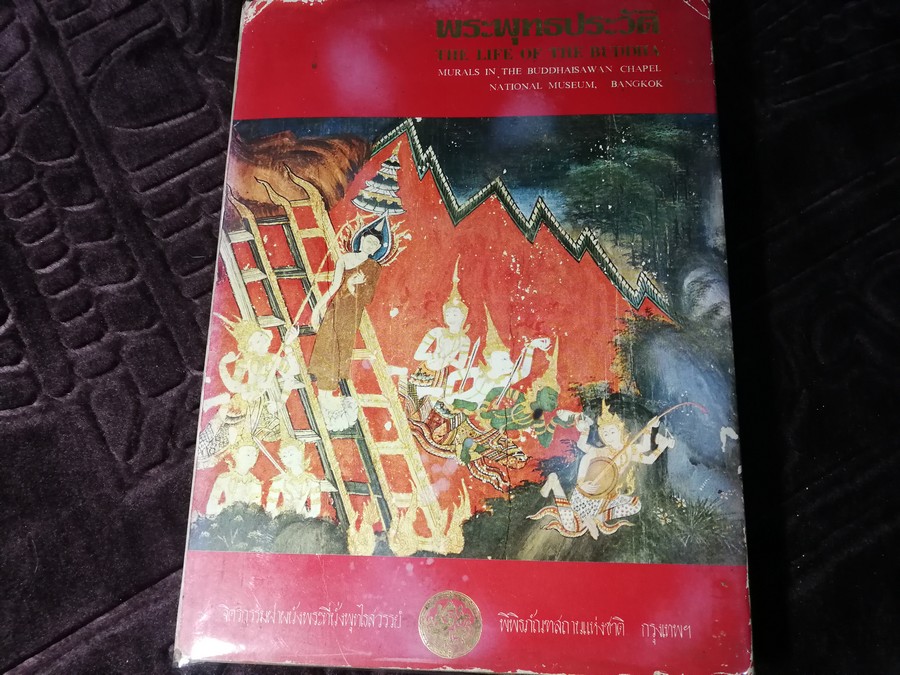 พระพุทธประวัติ
THE LIFE OF THE BUDDHA
MURALS IN THE BUDDHAISAWAN CHAPEL
NATIONAL MUSEUM, BANGKOK
จิตรกรรมฝาผนังพระที่นั่งพุทไธสวรรย์ พิพิธภัณฑสถานแห่งชาติ กรุงเทพฯ